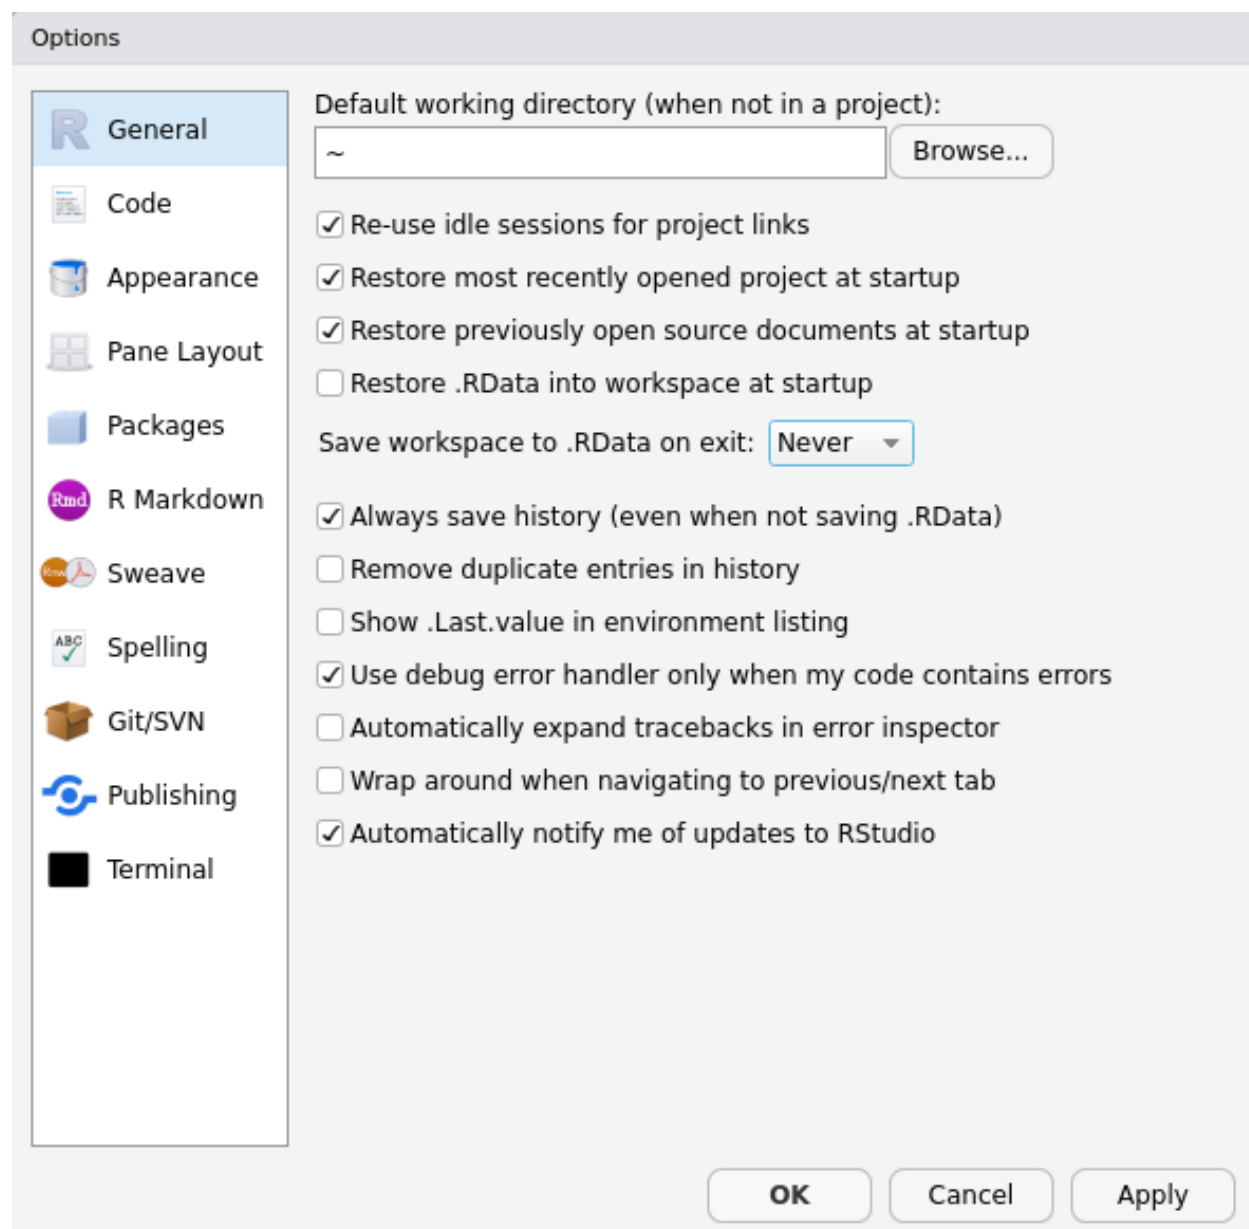 Options
General
Code
Appearance
Pane Layout
Packages
Rmd R Markdown
Rnw Sweave
ABC Spelling
Git/SVN
Publishing
Terminal
Default working directory (when not in a project):
~ Browse...
Re-use idle sessions for project links
Restore most recently opened project at startup
Restore previously open source documents at startup
Restore .RData into workspace at startup
Save workspace to .RData on exit: Never
Always save history (even when not saving .RData)
Remove duplicate entries in history
Show .Last.value in environment listing
Use debug error handler only when my code contains errors
Automatically expand tracebacks in error inspector
Wrap around when navigating to previous/next tab
Automatically notify me of updates to RStudio
OK Cancel Apply